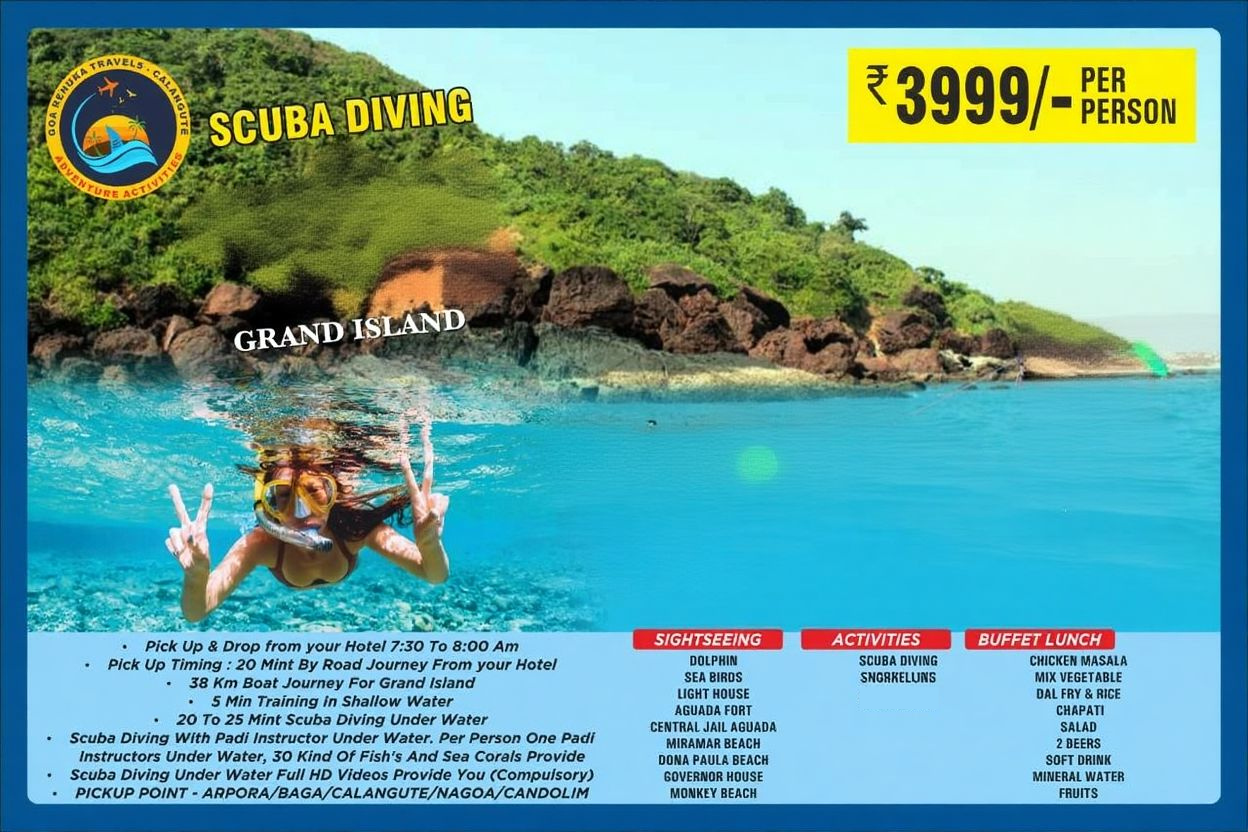 GOA RENUKA TRAVELS - CALANGUTE
ADVENTURE ACTIVITIES
SCUBA DIVING
₹3999/- PER PERSON
GRAND ISLAND
• Pick Up & Drop from your Hotel 7:30 To 8:00 Am
• Pick Up Timing : 20 Mint By Road Journey From your Hotel
• 38 Km Boat Journey For Grand Island
• 5 Min Training In Shallow Water
• 20 To 25 Mint Scuba Diving Under Water
• Scuba Diving With Padi Instructor Under Water. Per Person One Padi
Instructors Under Water, 30 Kind Of Fish's And Sea Corals Provide
• Scuba Diving Under Water Full HD Videos Provide You (Compulsory)
• PICKUP POINT - ARPORA/BAGA/CALANGUTE/NAGOA/CANDOLIM
SIGHTSEEING
DOLPHIN
SEA BIRDS
LIGHT HOUSE
AGUADA FORT
CENTRAL JAIL AGUADA
MIRAMAR BEACH
DONA PAULA BEACH
GOVERNOR HOUSE
MONKEY BEACH
ACTIVITIES
SCUBA DIVING
SNORKELUNS
BUFFET LUNCH
CHICKEN MASALA
MIX VEGETABLE
DAL FRY & RICE
CHAPATI
SALAD
2 BEERS
SOFT DRINK
MINERAL WATER
FRUITS